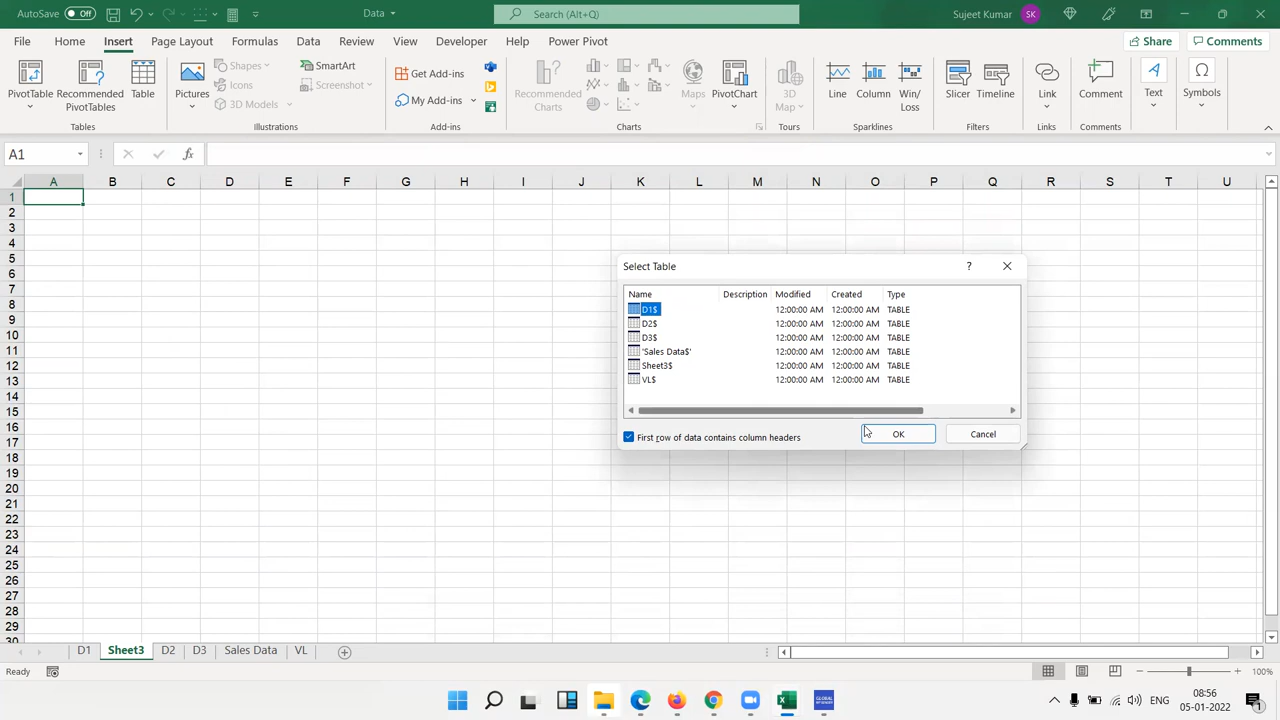 AutoSave Off Data Search (Alt+Q) Sujeet Kumar SK
File Home Insert Page Layout Formulas Data Review View Developer Help Power Pivot Share Comments
PivotTable Recommended PivotTables Table Pictures Shapes Icons 3D Models SmartArt Screenshot Get Add-ins My Add-ins Recommended Charts Maps PivotChart 3D Map Line Column Win/Loss Slicer Timeline Link Comment Text Symbols
Tables Illustrations Add-ins Charts Tours Sparklines Filters Links Comments
A1 fx
A B C D E F G H I J K L M N O P Q R S T U
1
2
3
4
5
6
7
8
9
10
11
12
13
14
15
16
17
18
19
20
21
22
23
24
25
26
27
28
29
30
Select Table ?
Name Description Modified Created Type
D1$ 12:00:00 AM 12:00:00 AM TABLE
D2$ 12:00:00 AM 12:00:00 AM TABLE
D3$ 12:00:00 AM 12:00:00 AM TABLE
'Sales Data$' 12:00:00 AM 12:00:00 AM TABLE
Sheet3$ 12:00:00 AM 12:00:00 AM TABLE
VL$ 12:00:00 AM 12:00:00 AM TABLE
First row of data contains column headers OK Cancel
D1 Sheet3 D2 D3 Sales Data VL
Ready 100%
GLOBAL ENG 08:56
05-01-2022 1